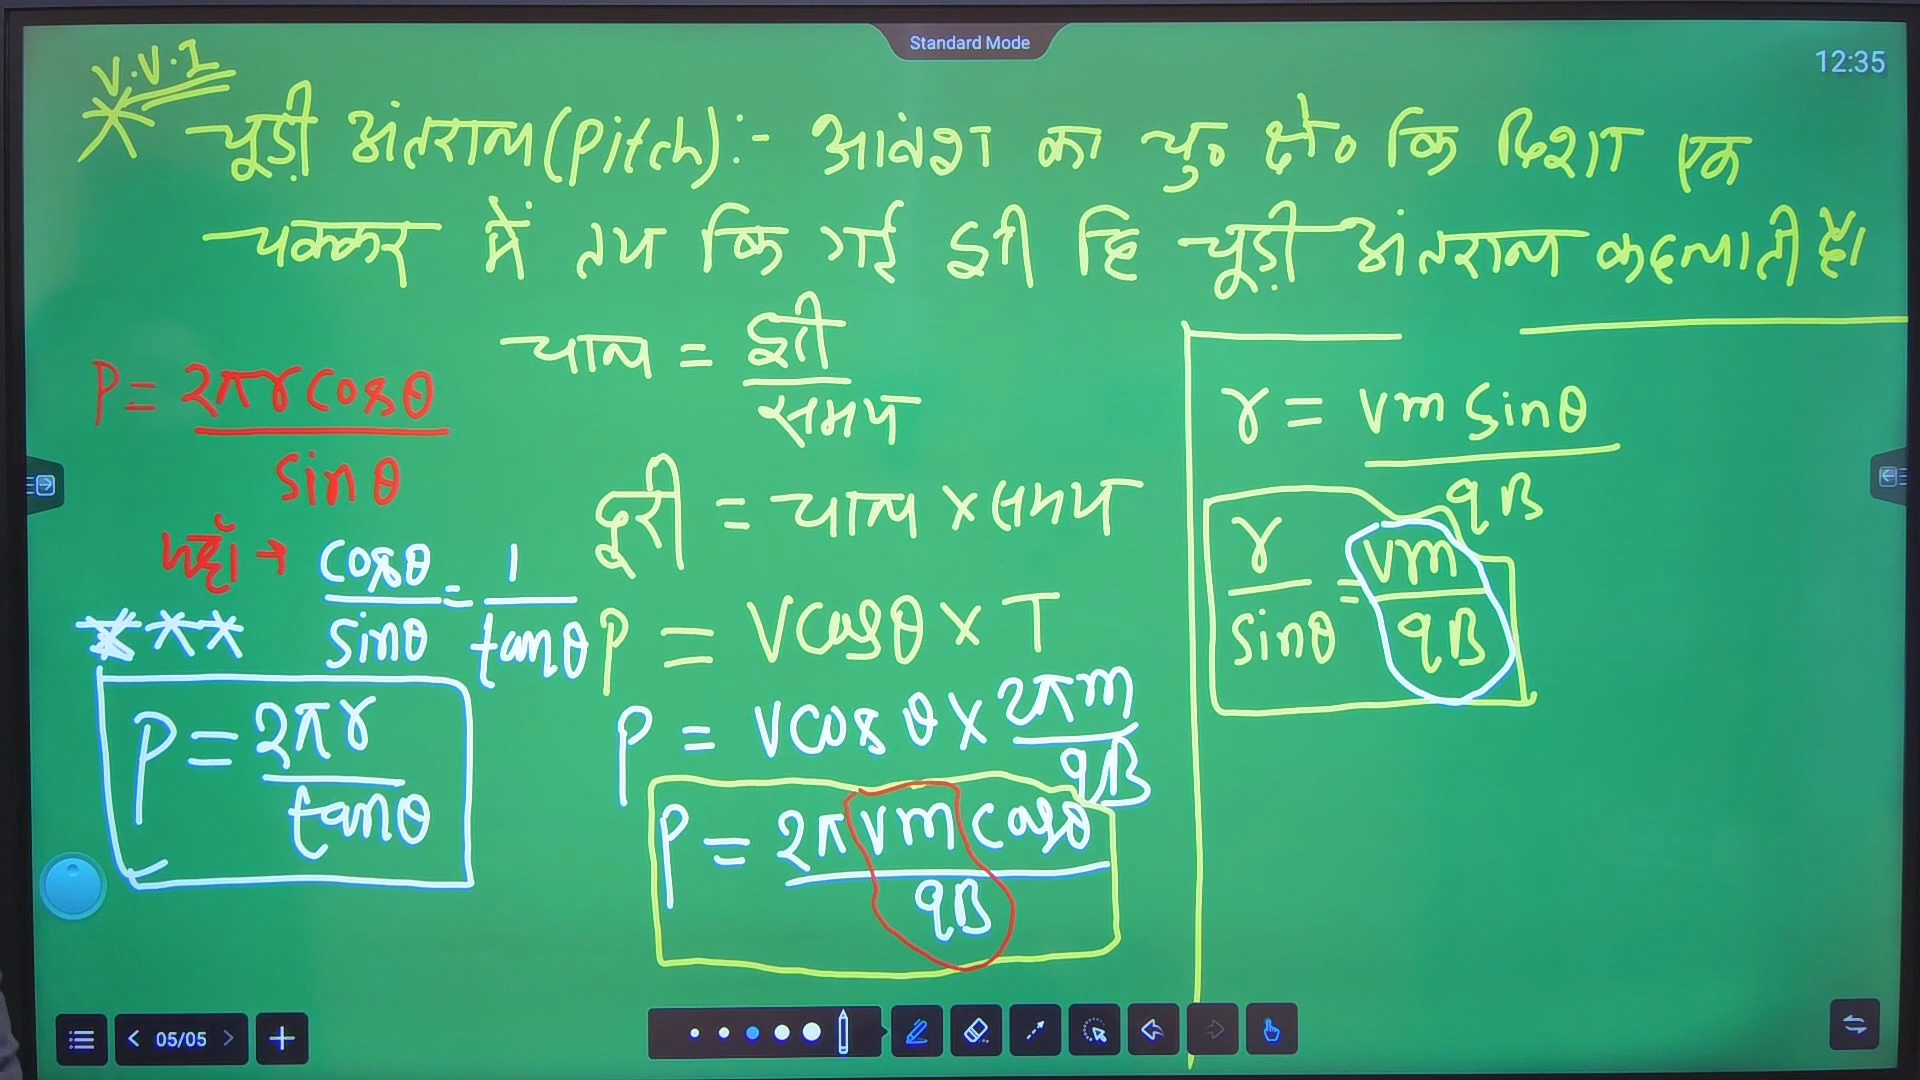 Standard Mode
12:35
V.V.I
चूड़ी अंतराल (Pitch):- आवेश का चु० क्षे० कि दिशा एक
चक्कर में तय कि गई दूरी हि चूड़ी अंतराल कहलाती है।
चाल = दूरी / समय
दूरी = चाल × समय
P = Vcosθ × T
P = Vcosθ × 2πm / qB
P = 2πvm cosθ / qB
P = 2πr cosθ / sinθ
यहाँ → cosθ / sinθ = 1 / tanθ
P = 2πr / tanθ
r = vm sinθ / qB
r / sinθ = vm / qB
05/05